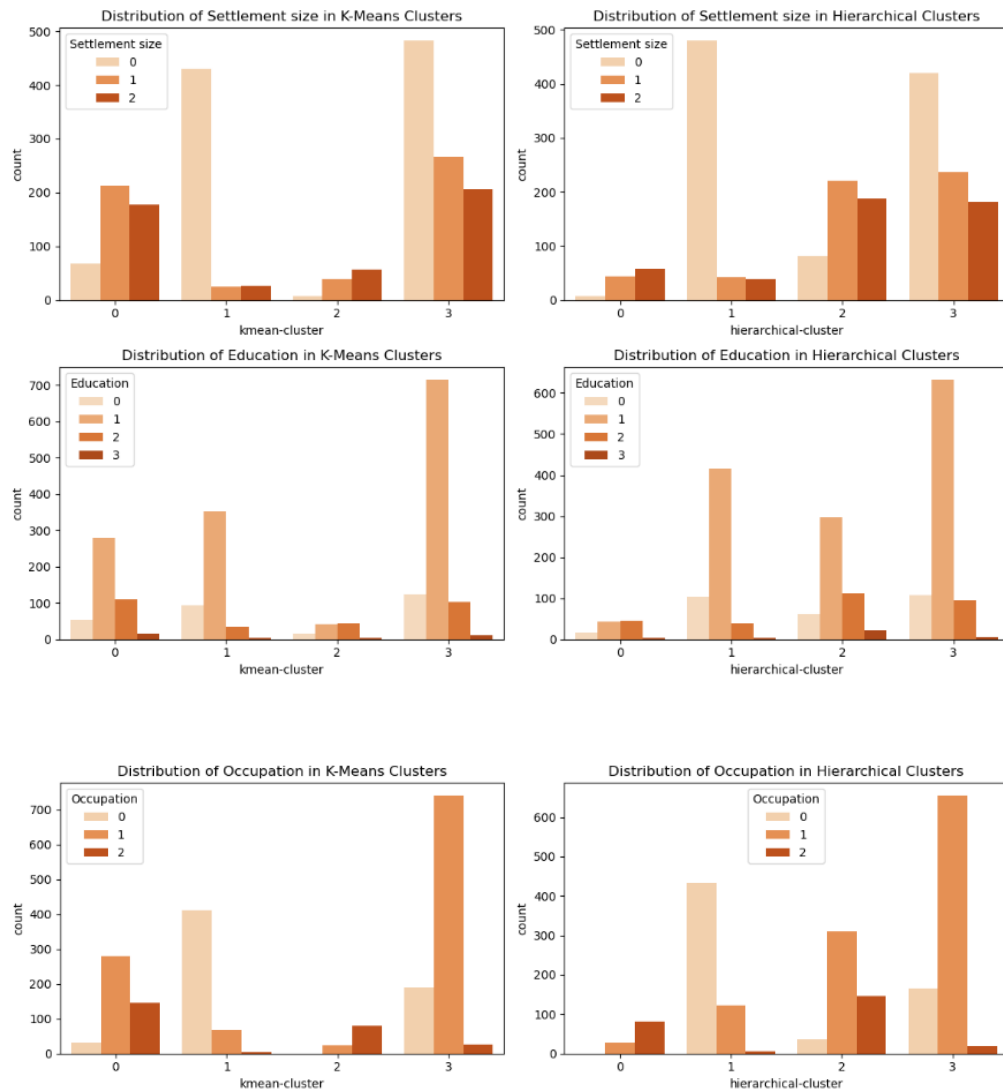 Distribution of Settlement size in K-Means Clusters
500
Settlement size
0
1
2
400
300
200
100
0
count
0 1 2 3
kmean-cluster
Distribution of Settlement size in Hierarchical Clusters
500
Settlement size
0
1
2
400
300
200
100
0
count
0 1 2 3
hierarchical-cluster
Distribution of Education in K-Means Clusters
Education
0
1
2
3
700
600
500
400
300
200
100
0
count
0 1 2 3
kmean-cluster
Distribution of Education in Hierarchical Clusters
Education
0
1
2
3
600
500
400
300
200
100
0
count
0 1 2 3
hierarchical-cluster
Distribution of Occupation in K-Means Clusters
Occupation
0
1
2
700
600
500
400
300
200
100
0
count
0 1 2 3
kmean-cluster
Distribution of Occupation in Hierarchical Clusters
Occupation
0
1
2
600
500
400
300
200
100
0
count
0 1 2 3
hierarchical-cluster